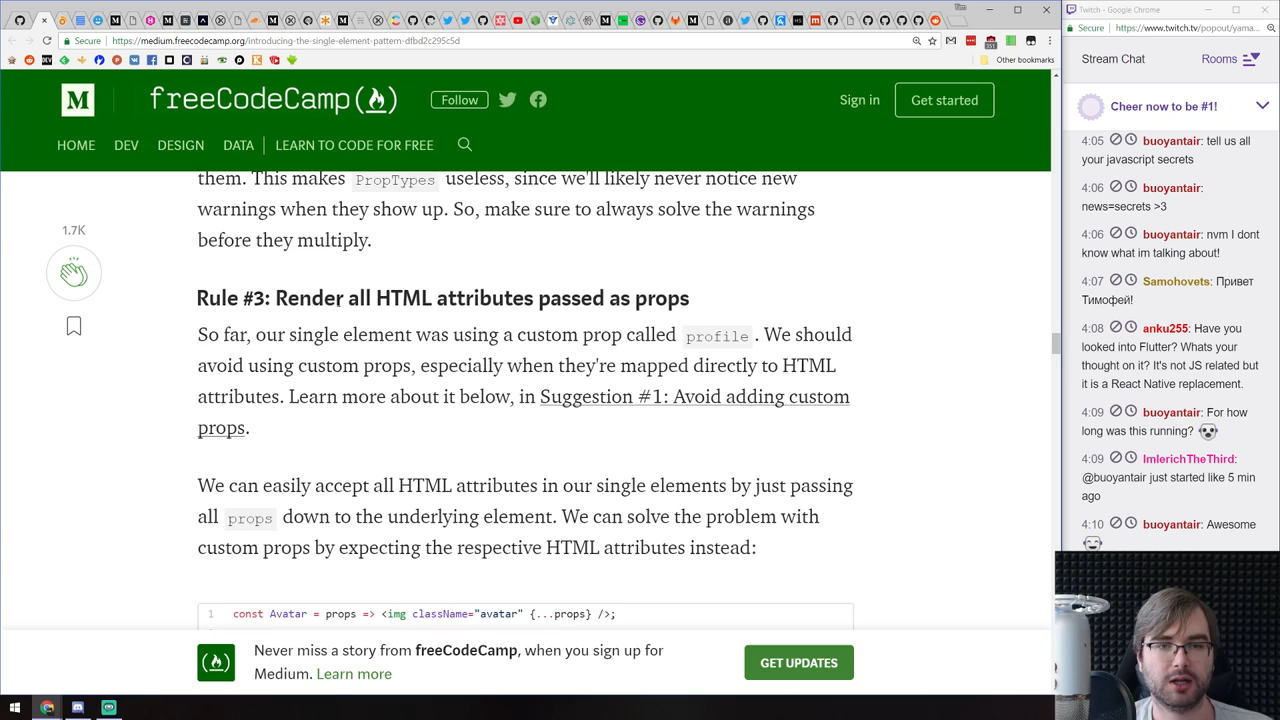 Secure
https://medium.freecodecamp.org/introducing-the-single-element-pattern-dfbd2c295c5d
Other bookmarks
M
freeCodeCamp(🔥)
Follow
Sign in
Get started
HOME
DEV
DESIGN
DATA
LEARN TO CODE FOR FREE
them. This makes PropTypes useless, since we'll likely never notice new
warnings when they show up. So, make sure to always solve the warnings
before they multiply.
1.7K
Rule #3: Render all HTML attributes passed as props
So far, our single element was using a custom prop called profile. We should
avoid using custom props, especially when they're mapped directly to HTML
attributes. Learn more about it below, in Suggestion #1: Avoid adding custom
props.
We can easily accept all HTML attributes in our single elements by just passing
all props down to the underlying element. We can solve the problem with
custom props by expecting the respective HTML attributes instead:
1 const Avatar = props => <img className="avatar" {...props} />;
Never miss a story from freeCodeCamp, when you sign up for
Medium. Learn more
GET UPDATES
Twitch - Google Chrome
Secure
https://www.twitch.tv/popout/yama...
Stream Chat
Rooms
Cheer now to be #1!
4:05 buoyantair: tell us all
your javascript secrets
4:06 buoyantair:
news=secrets >3
4:06 buoyantair: nvm I dont
know what im talking about!
4:07 Samohovets: Привет
Тимофей!
4:08 anku255: Have you
looked into Flutter? Whats your
thought on it? It's not JS related but
it is a React Native replacement.
4:09 buoyantair: For how
long was this running?
4:09 ImlerichTheThird:
@buoyantair just started like 5 min
ago
4:10 buoyantair: Awesome